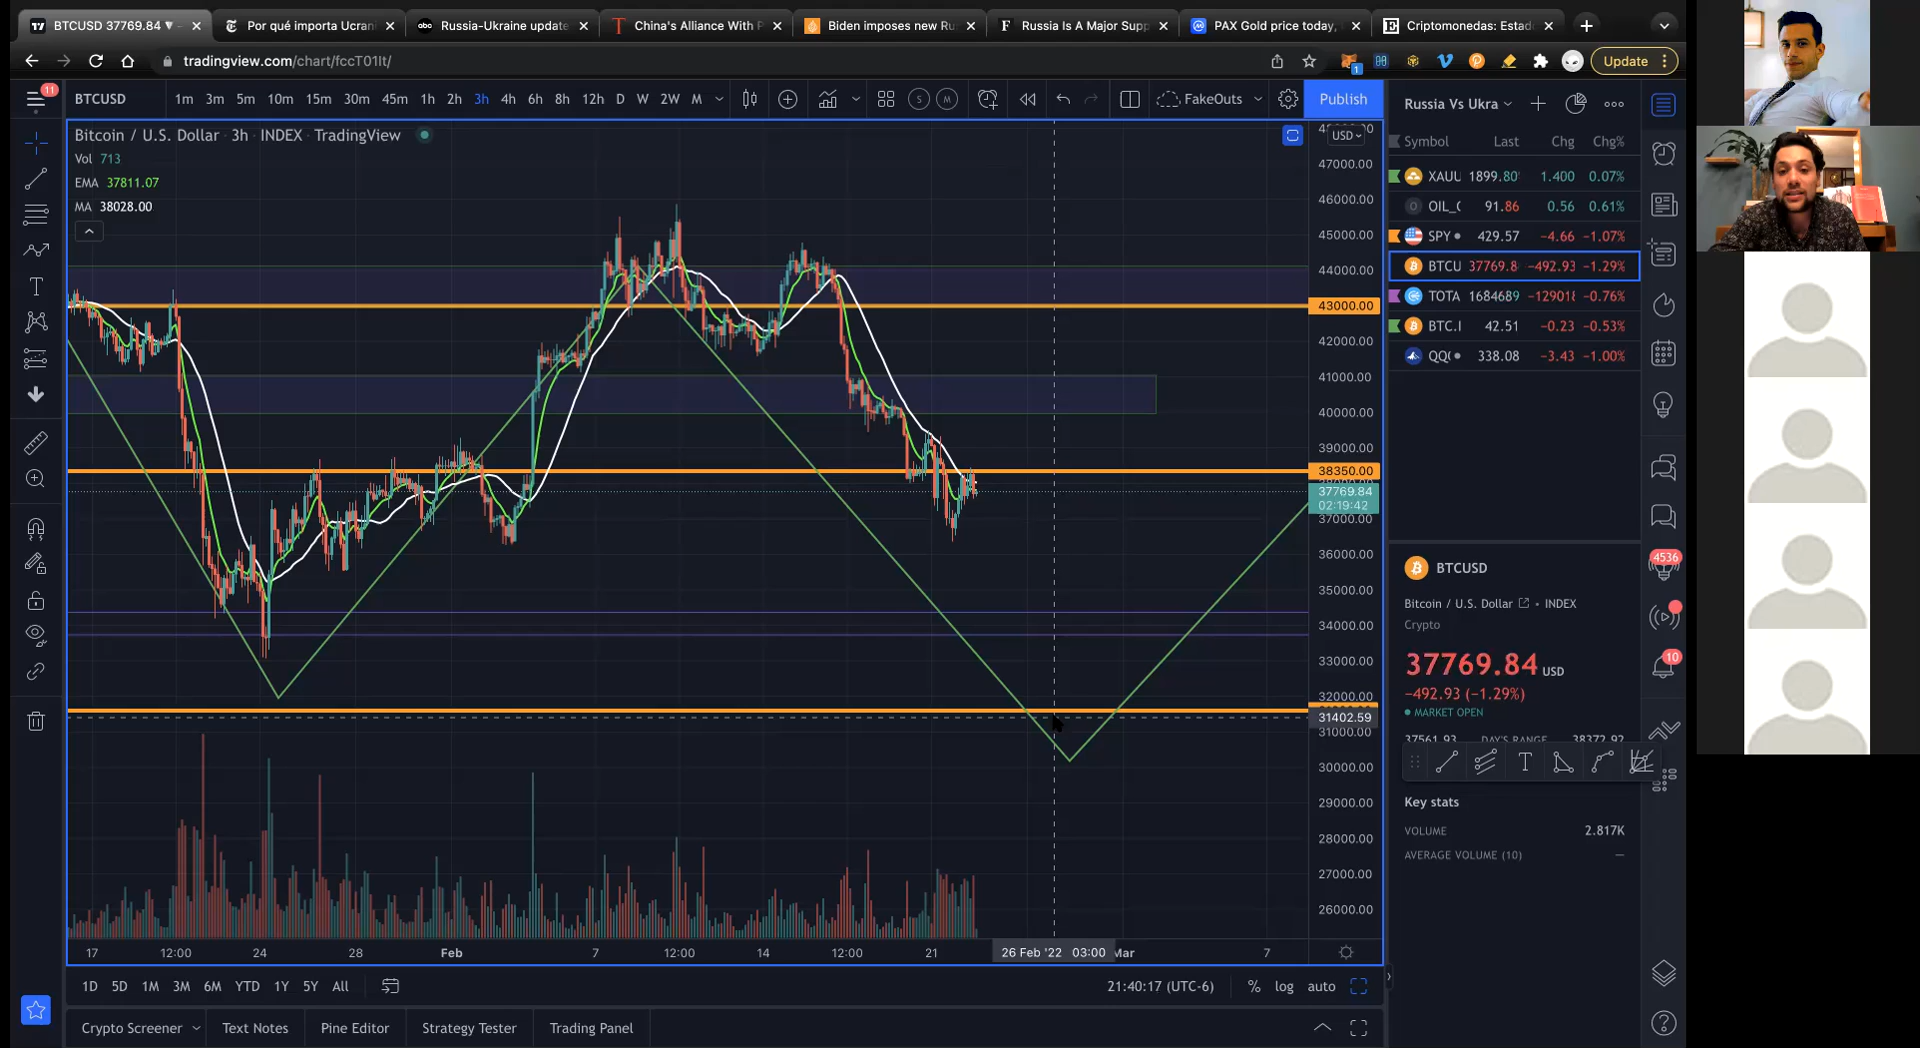 BTCUSD 37769.84
Por qué importa Ucran
Russia-Ukraine update
China's Alliance With P
Biden imposes new Ru
Russia Is A Major Supp
PAX Gold price today,
Criptomonedas: Estad
tradingview.com/chart/fccT01lt/
1
Update
11
BTCUSD
1m 3m 5m 10m 15m 30m 45m 1h 2h 3h 4h 6h 8h 12h D W 2W M
S M
FakeOuts
Publish
Bitcoin / U.S. Dollar · 3h · INDEX · TradingView
Vol 713
EMA 37811.07
MA 38028.00
USD
47000.00
46000.00
45000.00
44000.00
43000.00
42000.00
41000.00
40000.00
39000.00
38350.00
37769.84
02:19:42
37000.00
36000.00
35000.00
34000.00
33000.00
32000.00
31402.59
31000.00
30000.00
29000.00
28000.00
27000.00
26000.00
17 12:00 24 28 Feb 7 12:00 14 12:00 21 26 Feb '22 03:00 Mar 7
1D 5D 1M 3M 6M YTD 1Y 5Y All
21:40:17 (UTC-6) % log auto
Crypto Screener Text Notes Pine Editor Strategy Tester Trading Panel
Russia Vs Ukra
Symbol Last Chg Chg%
XAUU 1899.80 1.400 0.07%
OIL_ 91.86 0.56 0.61%
SPY 429.57 −4.66 −1.07%
BTCU 37769.8 −492.93 −1.29%
TOTA 1684689 −129018 −0.76%
BTC.I 42.51 −0.23 −0.53%
QQ 338.08 −3.43 −1.00%
BTCUSD
Bitcoin / U.S. Dollar • INDEX
Crypto
37769.84 USD
−492.93 (−1.29%)
MARKET OPEN
37561.93 DAY'S RANGE 38372.92
Key stats
VOLUME 2.817K
AVERAGE VOLUME (10) —
4536
10